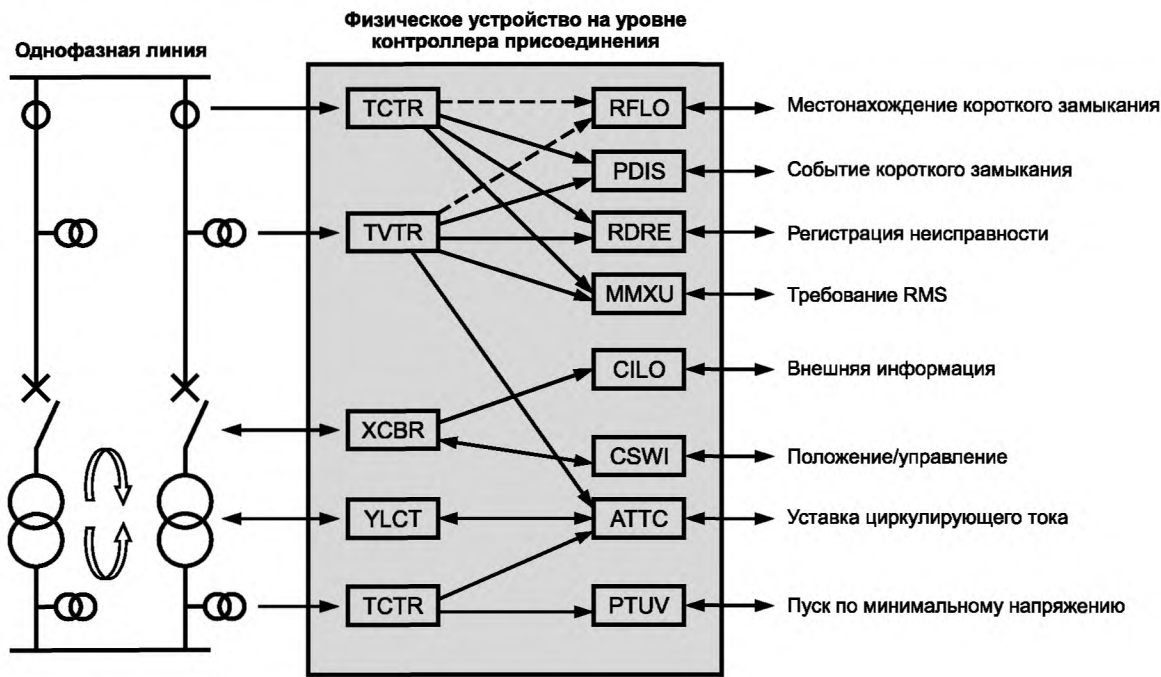 Физическое устройство на уровне
контроллера присоединения
Однофазная линия
TCTR
RFLO
Местонахождение короткого замыкания
PDIS
Событие короткого замыкания
TVTR
RDRE
Регистрация неисправности
MMXU
Требование RMS
CILO
Внешняя информация
XCBR
CSWI
Положение/управление
YLCT
ATTC
Уставка циркулирующего тока
TCTR
PTUV
Пуск по минимальному напряжению